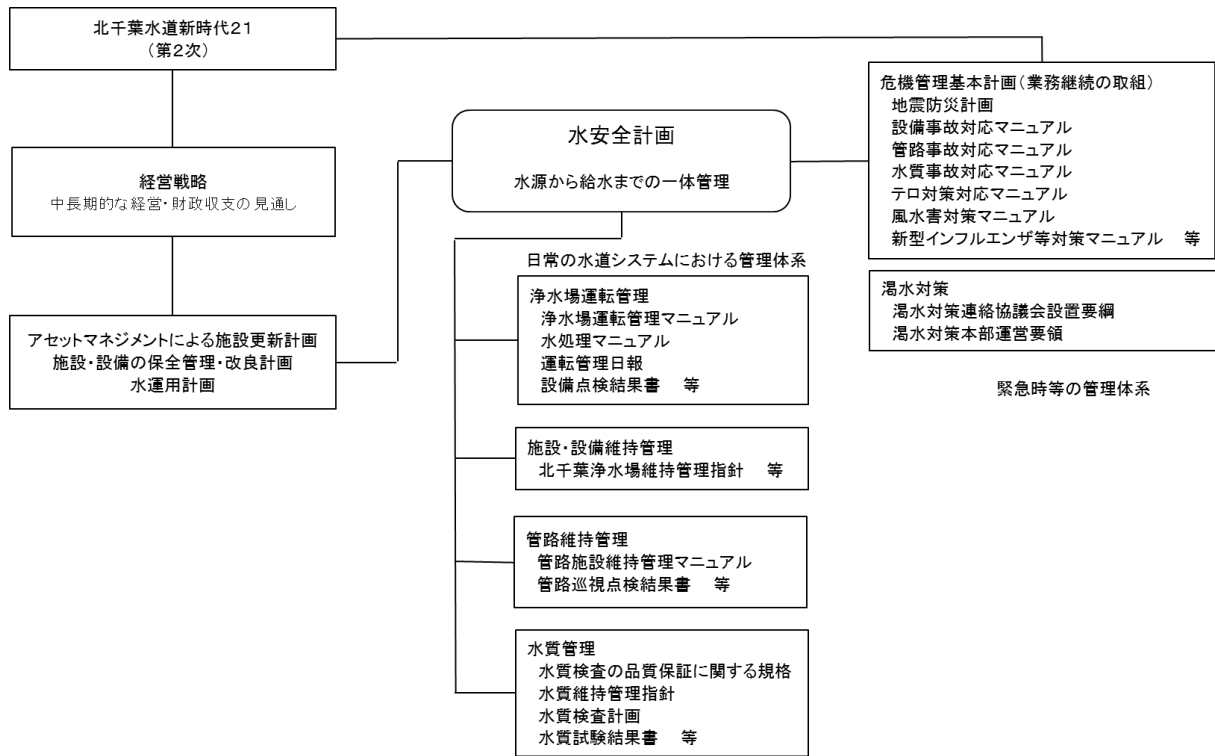 北千葉水道新時代21
（第2次）
経営戦略
中長期的な経営・財政収支の見通し
アセットマネジメントによる施設更新計画
施設・設備の保全管理・改良計画
水運用計画
水安全計画
水源から給水までの一体管理
日常の水道システムにおける管理体系
浄水場運転管理
浄水場運転管理マニュアル
水処理マニュアル
運転管理日報
設備点検結果書　等
施設・設備維持管理
北千葉浄水場維持管理指針　等
管路維持管理
管路施設維持管理マニュアル
管路巡視点検結果書　等
水質管理
水質検査の品質保証に関する規格
水質維持管理指針
水質検査計画
水質試験結果書　等
危機管理基本計画（業務継続の取組）
地震防災計画
設備事故対応マニュアル
管路事故対応マニュアル
水質事故対応マニュアル
テロ対策対応マニュアル
風水害対策マニュアル
新型インフルエンザ等対策マニュアル　等
渇水対策
渇水対策連絡協議会設置要綱
渇水対策本部運営要領
緊急時等の管理体系